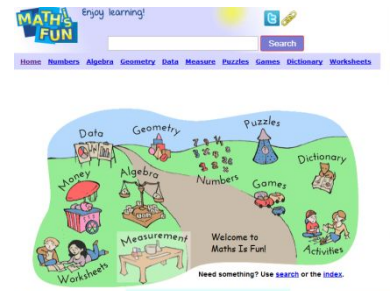 MATH'S
FUN
Enjoy learning!
Search
Home Numbers Algebra Geometry Data Measure Puzzles Games Dictionary Worksheets
Data
Geometry
Puzzles
Money
Algebra
Numbers
Dictionary
Games
Measurement
Welcome to
Maths Is Fun!
Activities
Worksheets
Need something? Use search or the index.